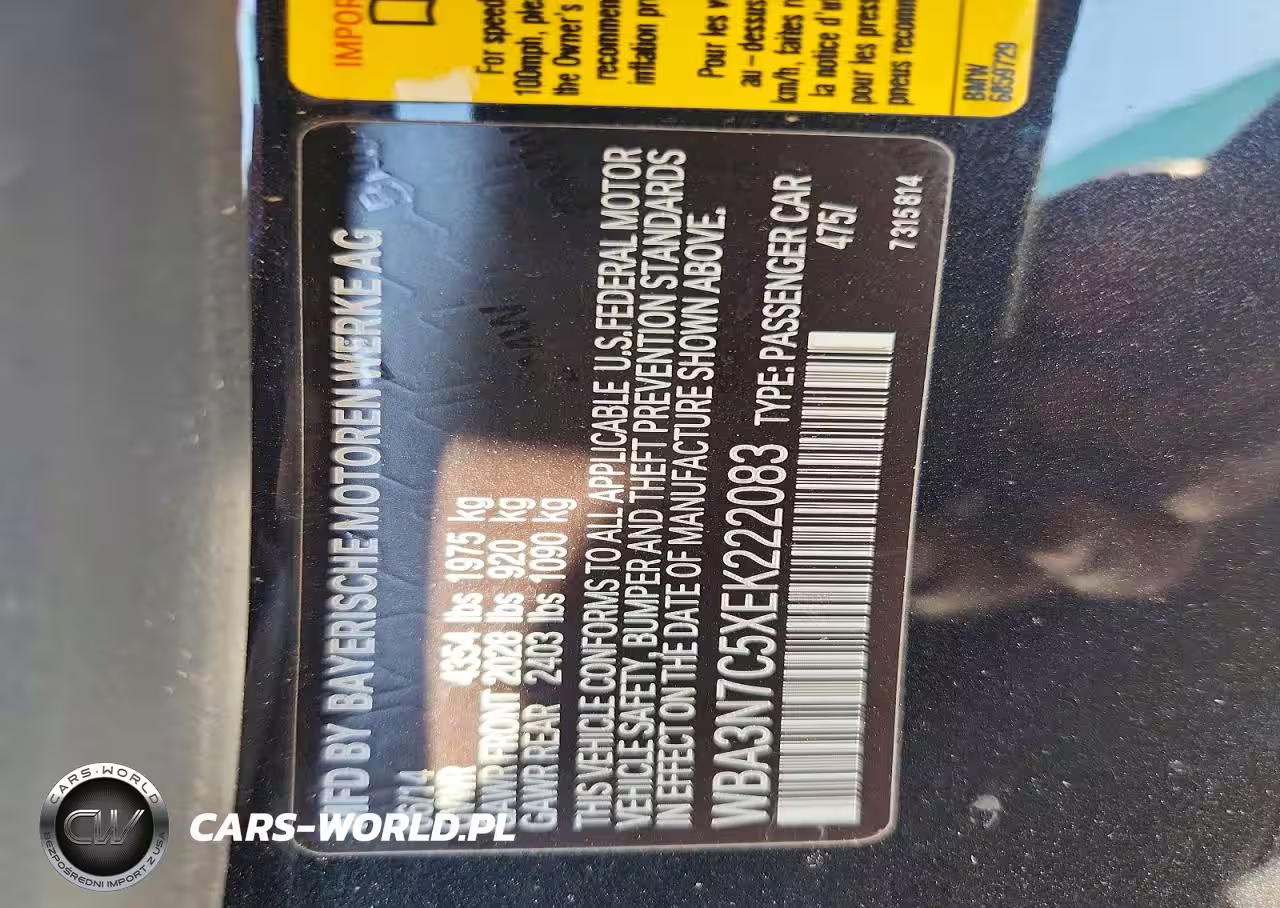 IMPOR
For speed
100mph, ple
the Owner's
recommen
imitation pr
Pour les v
au - dessus
km/h, faites r
la notice d'in
pour les press
pneus recomm
BMW
6859729
MFD BY BAYERISCHE MOTOREN WERKE AG
06/14
GVWR 4354 lbs 1975 kg
GAWR FRONT 2028 lbs 920 kg
GAWR REAR 2403 lbs 1090 kg
THIS VEHICLE CONFORMS TO ALL APPLICABLE U.S. FEDERAL MOTOR
VEHICLE SAFETY, BUMPER AND THEFT PREVENTION STANDARDS
IN EFFECT ON THE DATE OF MANUFACTURE SHOWN ABOVE.
WBA3N7C5XEK222083 TYPE: PASSENGER CAR
475/
7315814
CARS-WORLD
CW
BEZPOŚREDNI IMPORT Z USA
CARS-WORLD.PL